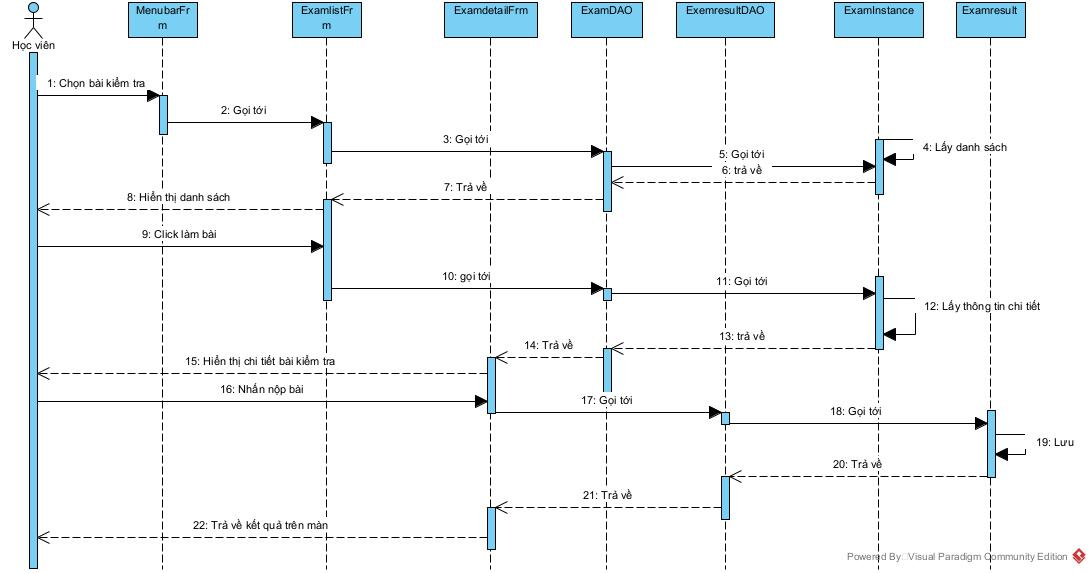 MenubarFr
m
ExamlistFr
m
ExamdetailFrm
ExamDAO
ExemresultDAO
ExamInstance
Examresult
Học viên
1: Chọn bài kiểm tra
2: Gọi tới
3: Gọi tới
4: Lấy danh sách
5: Gọi tới
6: trả về
7: Trả về
8: Hiển thị danh sách
9: Click làm bài
10: gọi tới
11: Gọi tới
12: Lấy thông tin chi tiết
13: trả về
14: Trả về
15: Hiển thị chi tiết bài kiểm tra
16: Nhấn nộp bài
17: Gọi tới
18: Gọi tới
19: Lưu
20: Trả về
21: Trả về
22: Trả về kết quả trên màn
Powered By Visual Paradigm Community Edition